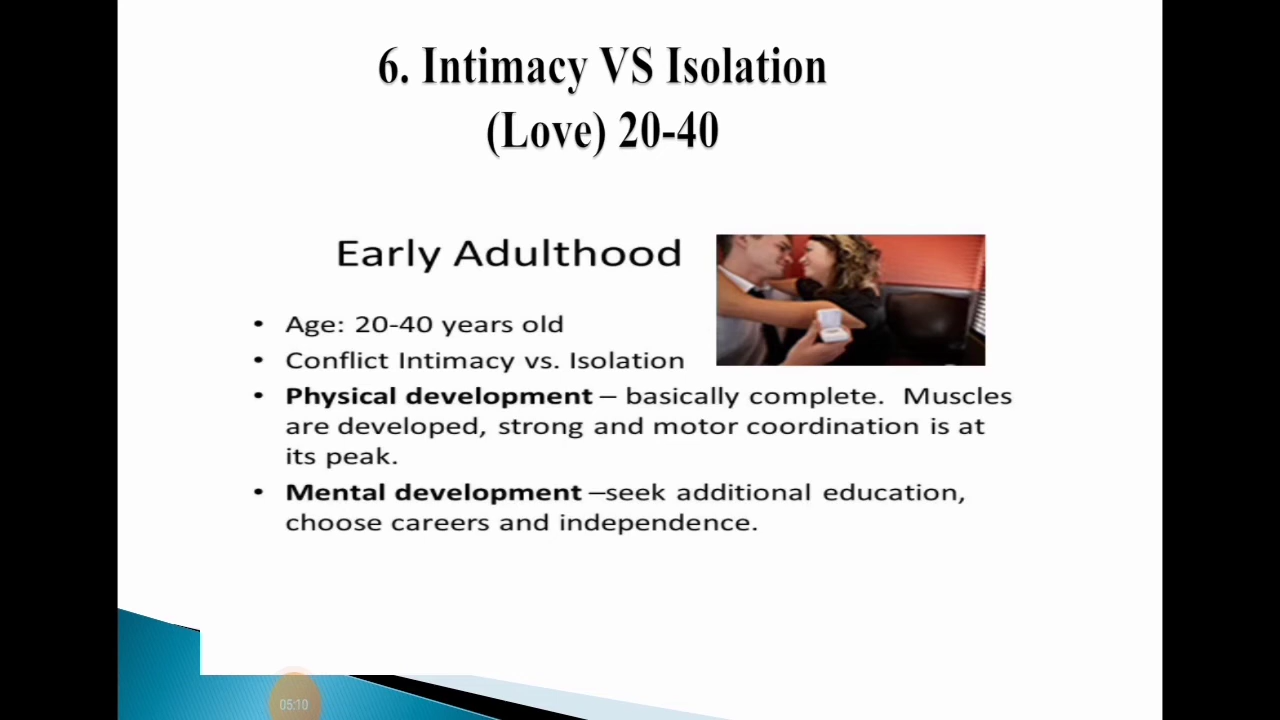 6. Intimacy VS Isolation
(Love) 20-40
Early Adulthood
• Age: 20-40 years old
• Conflict Intimacy vs. Isolation
• Physical development – basically complete. Muscles
are developed, strong and motor coordination is at
its peak.
• Mental development –seek additional education,
choose careers and independence.
05:10